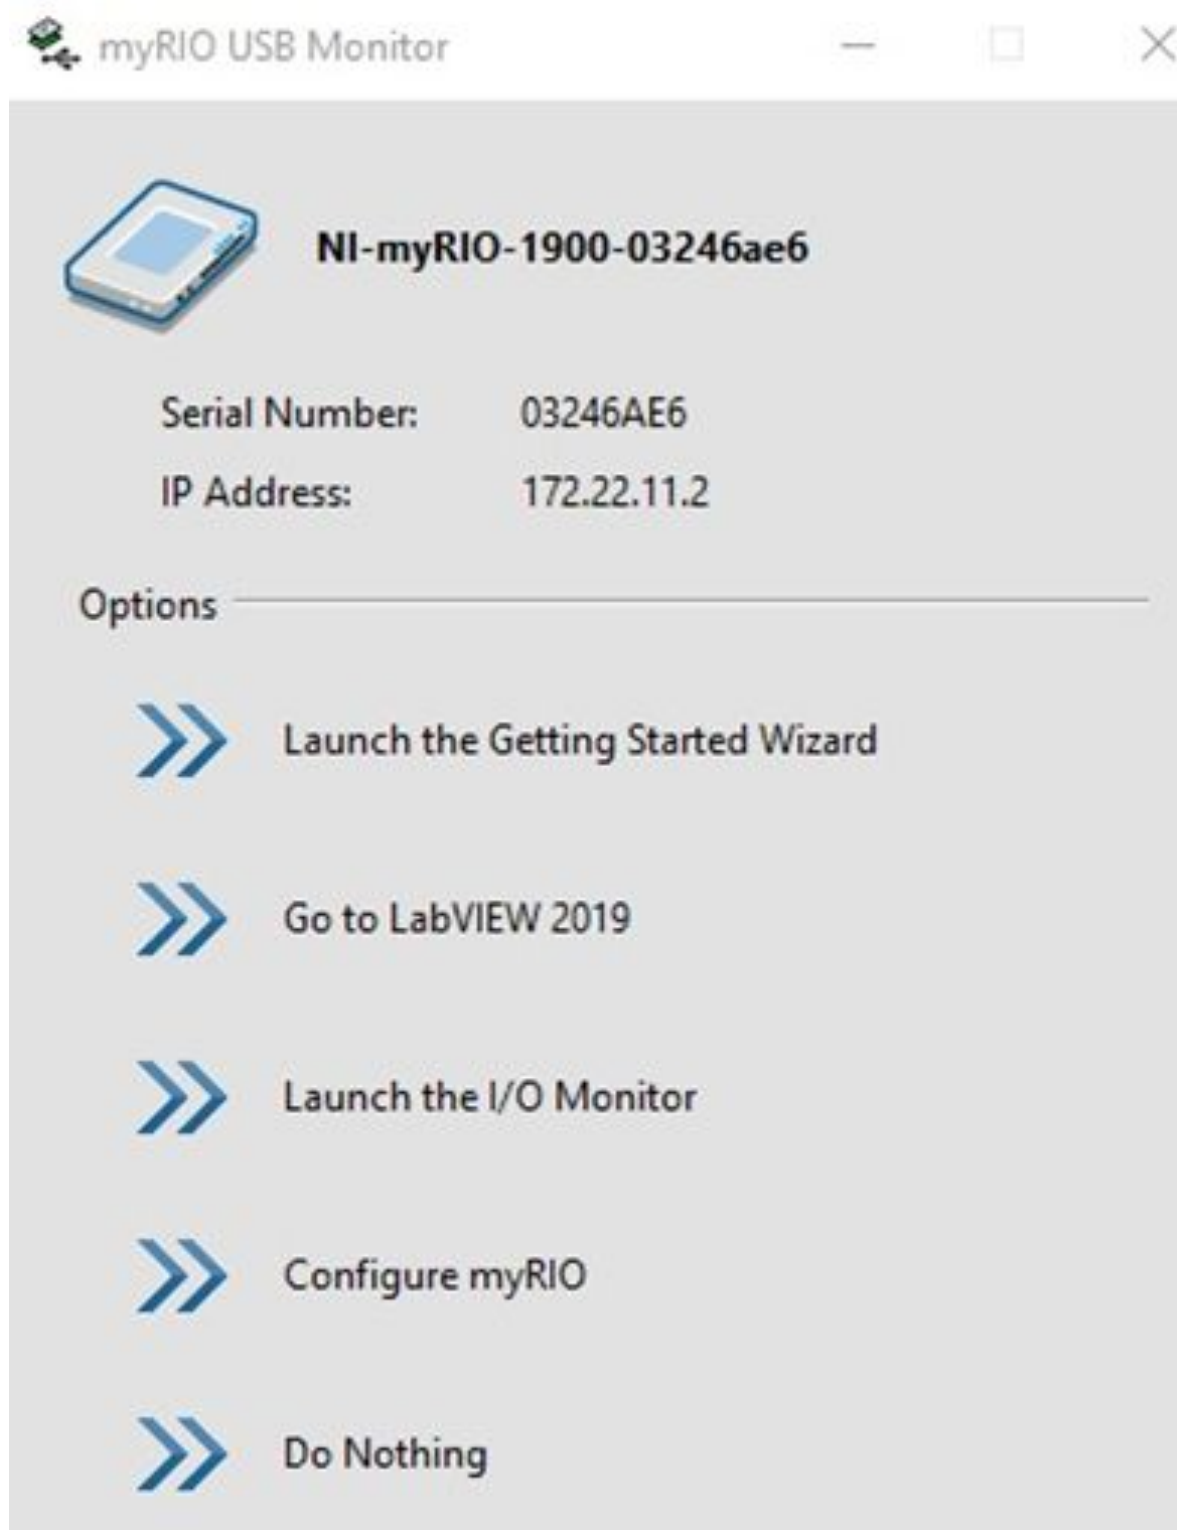 myRIO USB Monitor
NI-myRIO-1900-03246ae6
Serial Number: 03246AE6
IP Address: 172.22.11.2
Options
Launch the Getting Started Wizard
Go to LabVIEW 2019
Launch the I/O Monitor
Configure myRIO
Do Nothing